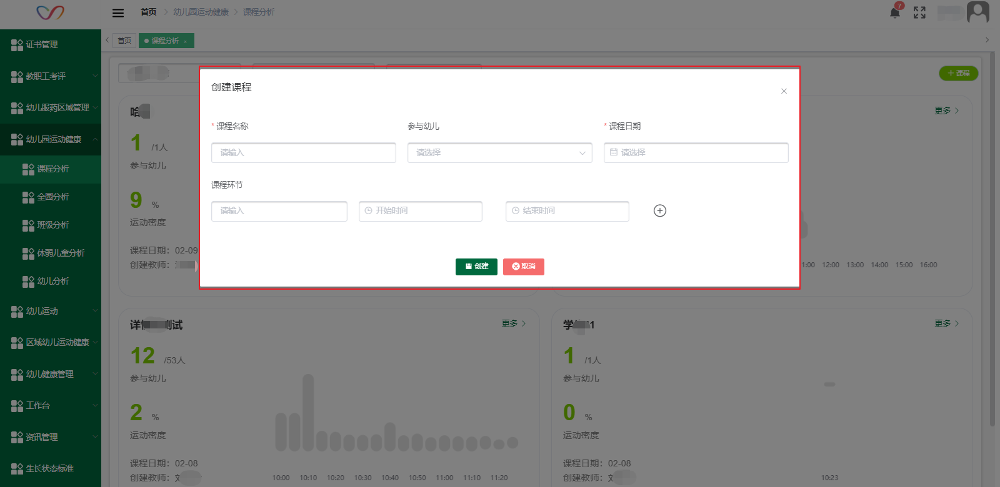 首页 > 幼儿园运动健康 > 课程分析
7
首页
课程分析 ×
证书管理
教职工考评
幼儿服药区域管理
幼儿园运动健康
课程分析
全园分析
班级分析
体弱儿童分析
幼儿分析
幼儿运动
区域幼儿运动健康
幼儿健康管理
工作台
资讯管理
生长状态标准
+ 课程
创建课程
* 课程名称
参与幼儿
* 课程日期
请输入
请选择
请选择
课程环节
请输入
开始时间
结束时间
创建
取消
哈
1 /1人
参与幼儿
9 %
运动密度
课程日期：02-09
创建教师：
更多 >
1:00 12:00 13:00 14:00 15:00 16:00
详 测试
更多 >
12 /53人
参与幼儿
2 %
运动密度
课程日期：02-08
创建教师：
10:00 10:10 10:20 10:30 10:40 10:50 11:00 11:10 11:20
学 1
更多 >
1 /1人
参与幼儿
0 %
运动密度
课程日期：02-08
创建教师：
10:23